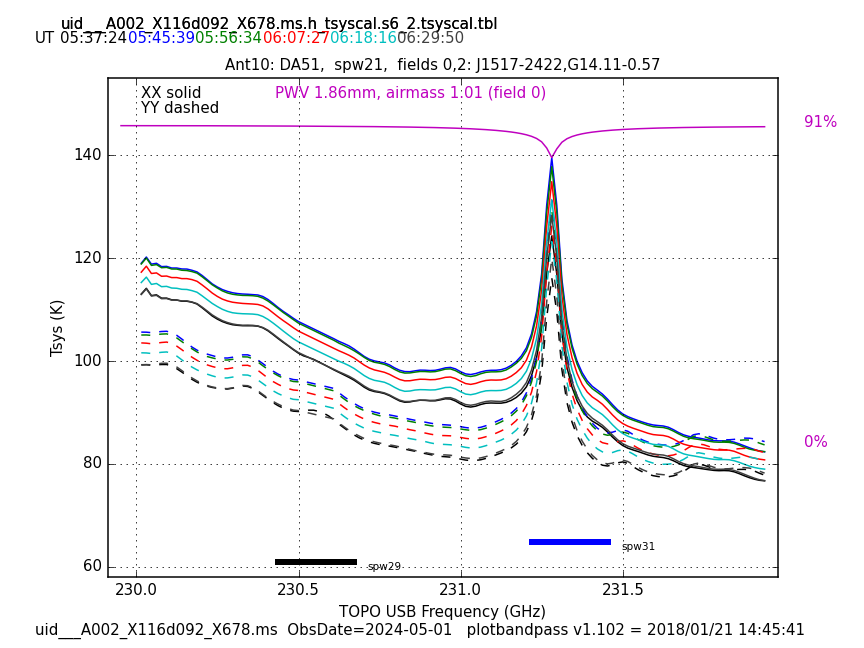 uid___A002_X116d092_X678.ms.h_tsyscal.s6_2.tsyscal.tbl
UT 05:37:24 05:45:39 05:56:34 06:07:27 06:18:16 06:29:50
Ant10: DA51,  spw21,  fields 0,2: J1517-2422,G14.11-0.57
XX solid
PWV 1.86mm, airmass 1.01 (field 0)
YY dashed
91%
140
120
Tsys (K)
100
0%
80
spw31
spw29
60
230.0 230.5 231.0 231.5
TOPO USB Frequency (GHz)
uid___A002_X116d092_X678.ms  ObsDate=2024-05-01   plotbandpass v1.102 = 2018/01/21 14:45:41